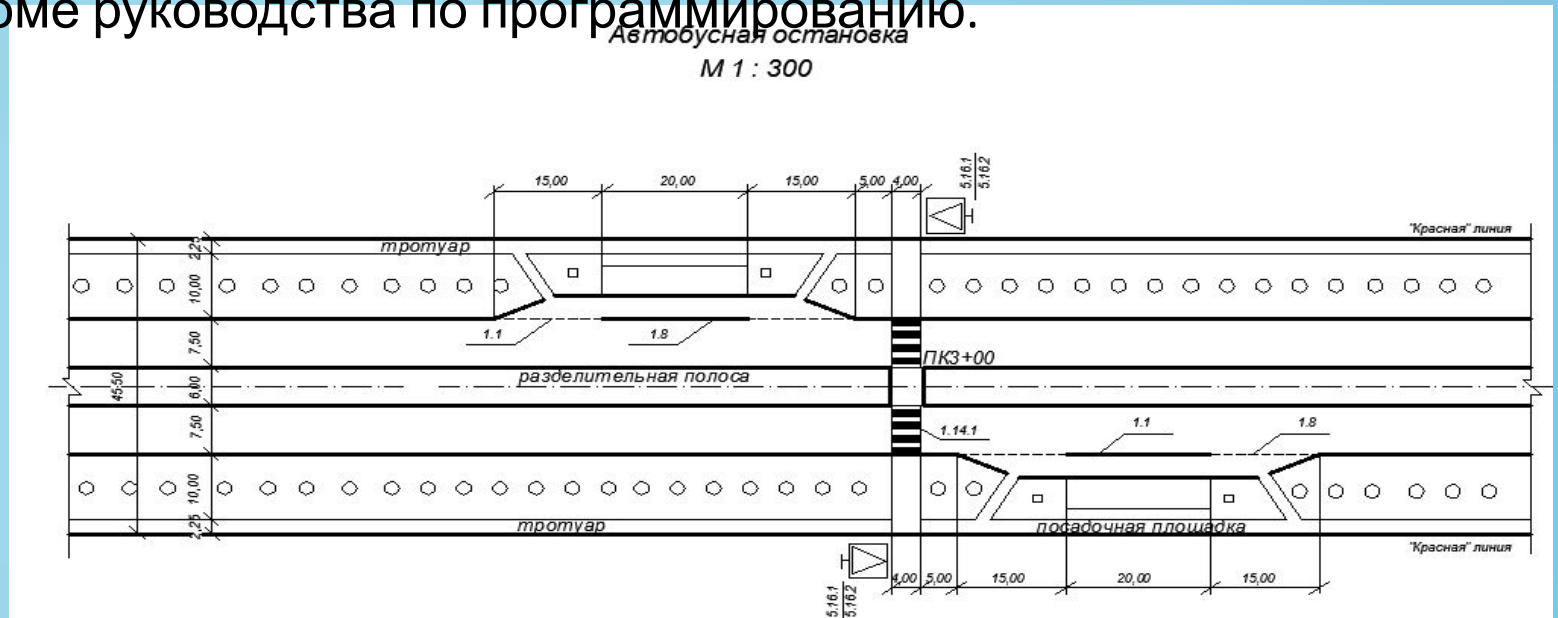 оме руководства по программированию.
Автобусная остановка
М 1 : 300
15,00 20,00 15,00 5,00 4,00
5.16.1
5.16.2
"Красная" линия
тротуар
2,25
10,00
1.1 1.8
7,50
ПК3+00
разделительная полоса
45,50
6,00
7,50
1.14.1 1.1 1.8
10,00
2,25
тротуар
посадочная площадка
"Красная" линия
4,00 5,00 15,00 20,00 15,00
5.16.1
5.16.2